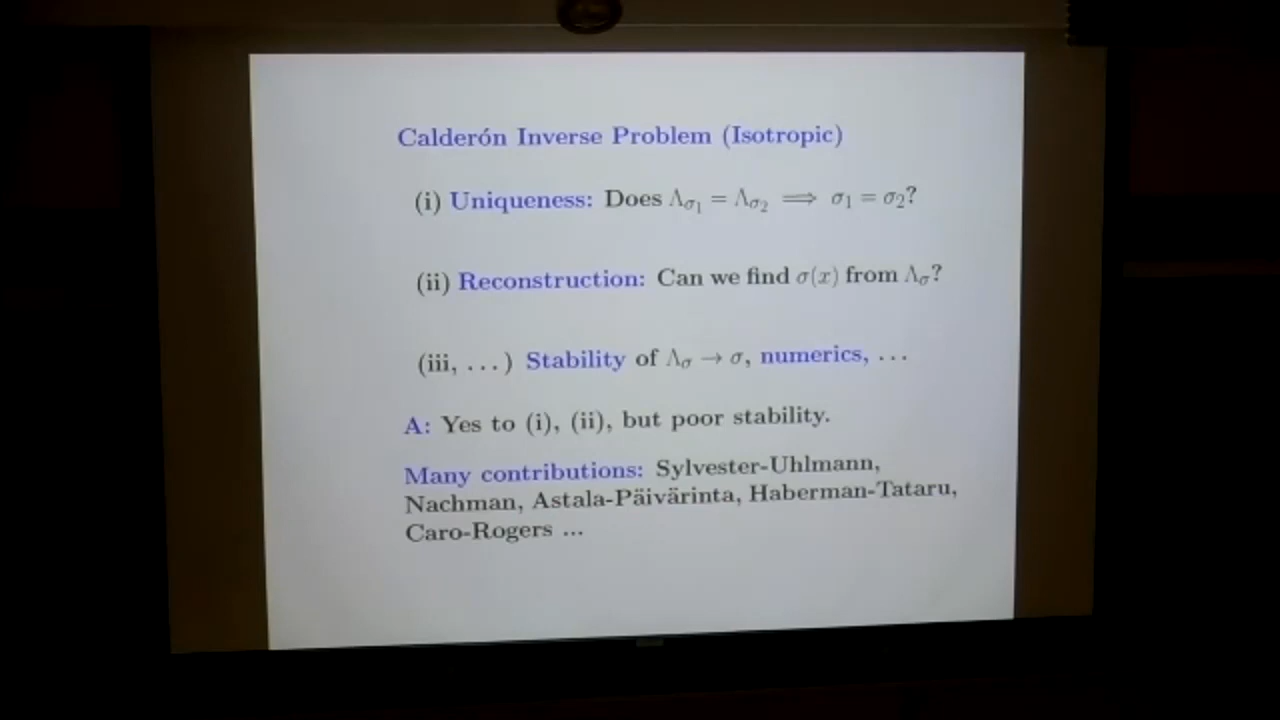 Calderón Inverse Problem (Isotropic)
(i) Uniqueness: Does Λσ₁ = Λσ₂ ⟹ σ₁ = σ₂?
(ii) Reconstruction: Can we find σ(x) from Λσ?
(iii, ...) Stability of Λσ → σ, numerics, ...
A: Yes to (i), (ii), but poor stability.
Many contributions: Sylvester-Uhlmann,
Nachman, Astala-Päivärinta, Haberman-Tataru,
Caro-Rogers ...